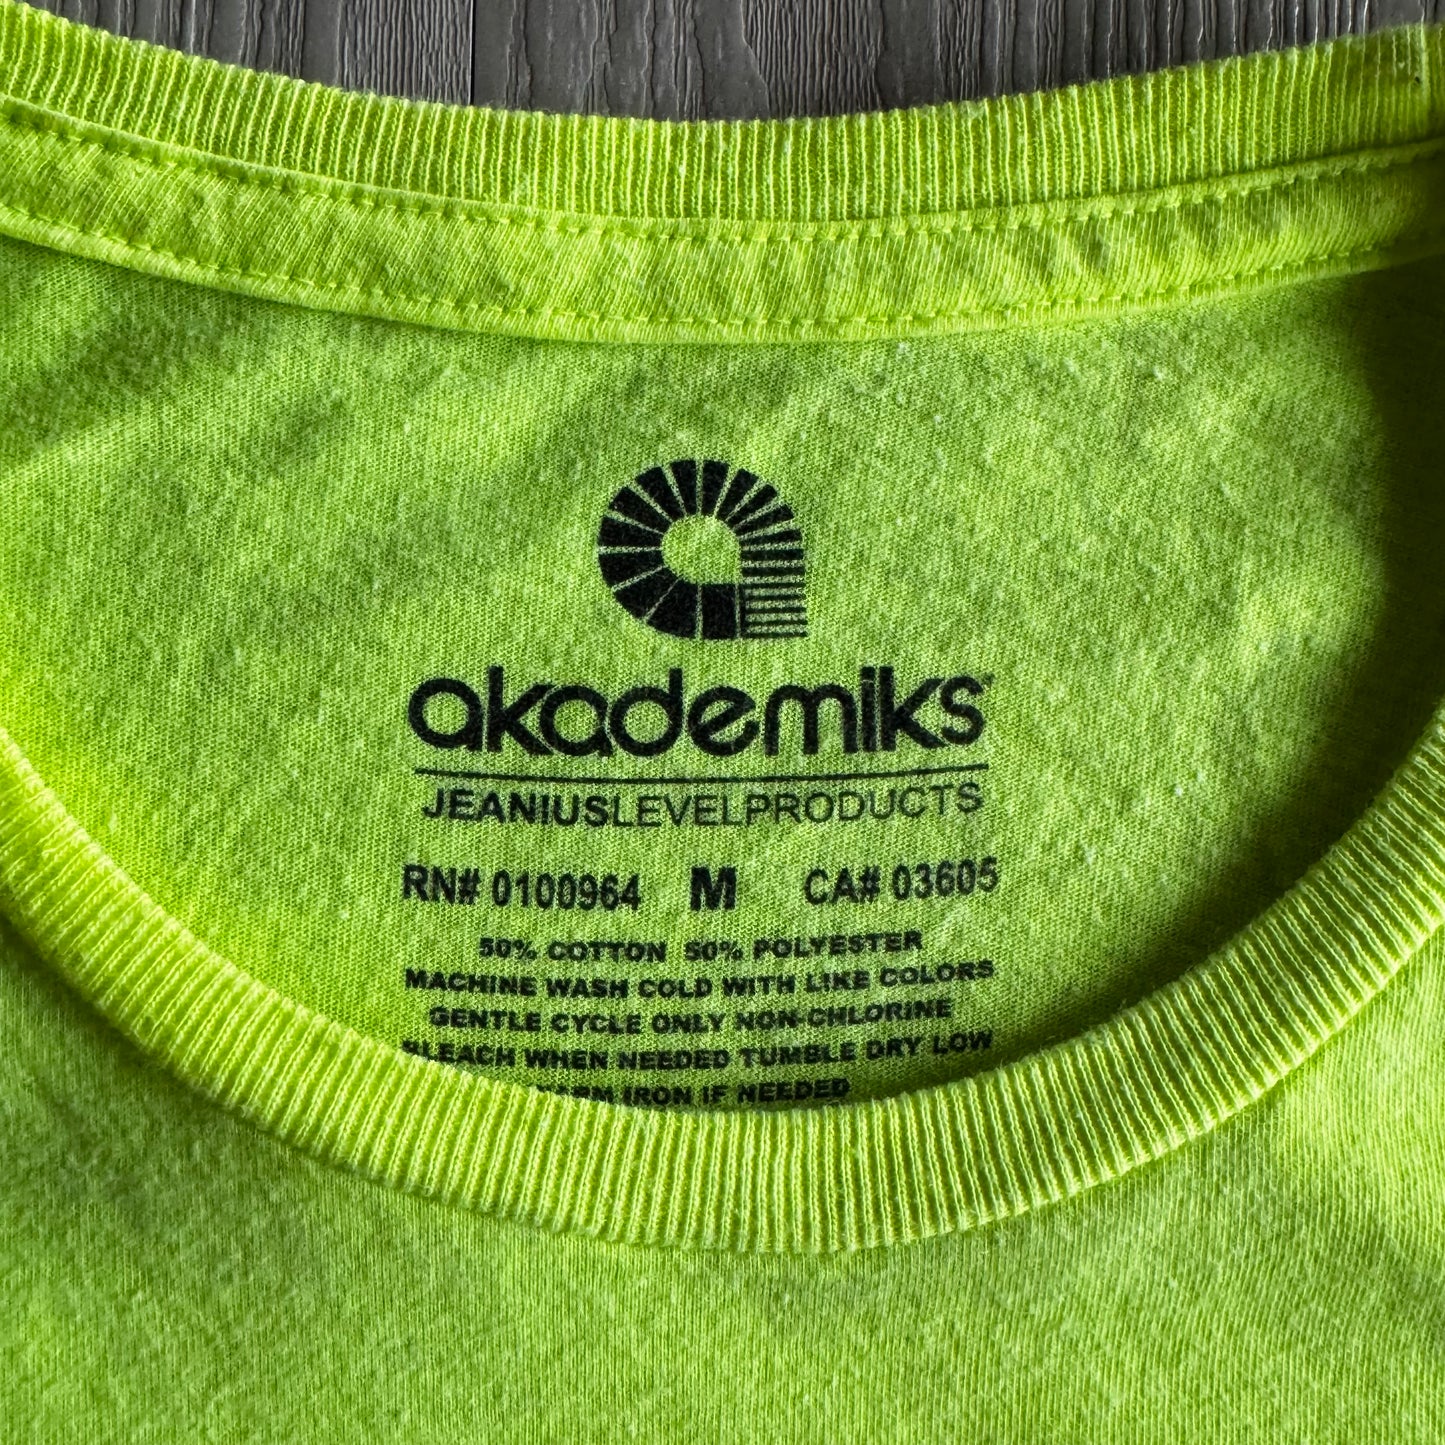 akademiks
JEANIUSLEVELPRODUCTS
RN# 0100964 M CA# 03605
50% COTTON 50% POLYESTER
MACHINE WASH COLD WITH LIKE COLORS
GENTLE CYCLE ONLY NON-CHLORINE
BLEACH WHEN NEEDED TUMBLE DRY LOW
IRON IF NEEDED